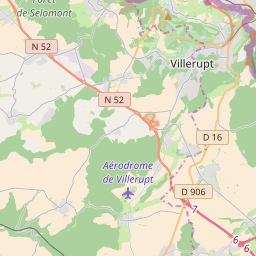 Forêt
de Selomont
N 52
Villerupt
N 52
D 16
Aérodrome
de Villerupt
D 906
7
6
6